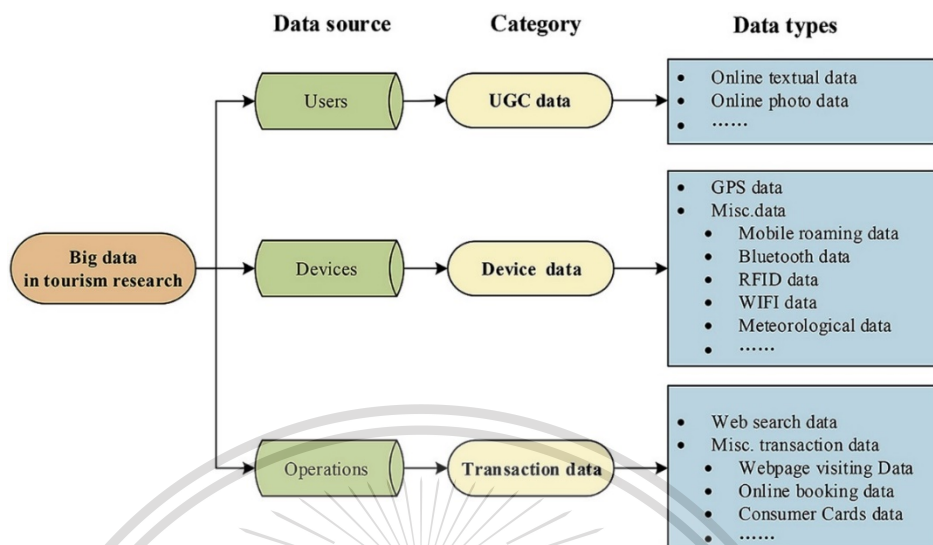 Data source
Category
Data types
Big data
in tourism research
Users
UGC data
• Online textual data
• Online photo data
• ……
Devices
Device data
• GPS data
• Misc.data
• Mobile roaming data
• Bluetooth data
• RFID data
• WIFI data
• Meteorological data
• ……
Operations
Transaction data
• Web search data
• Misc. transaction data
• Webpage visiting Data
• Online booking data
• Consumer Cards data
• ……